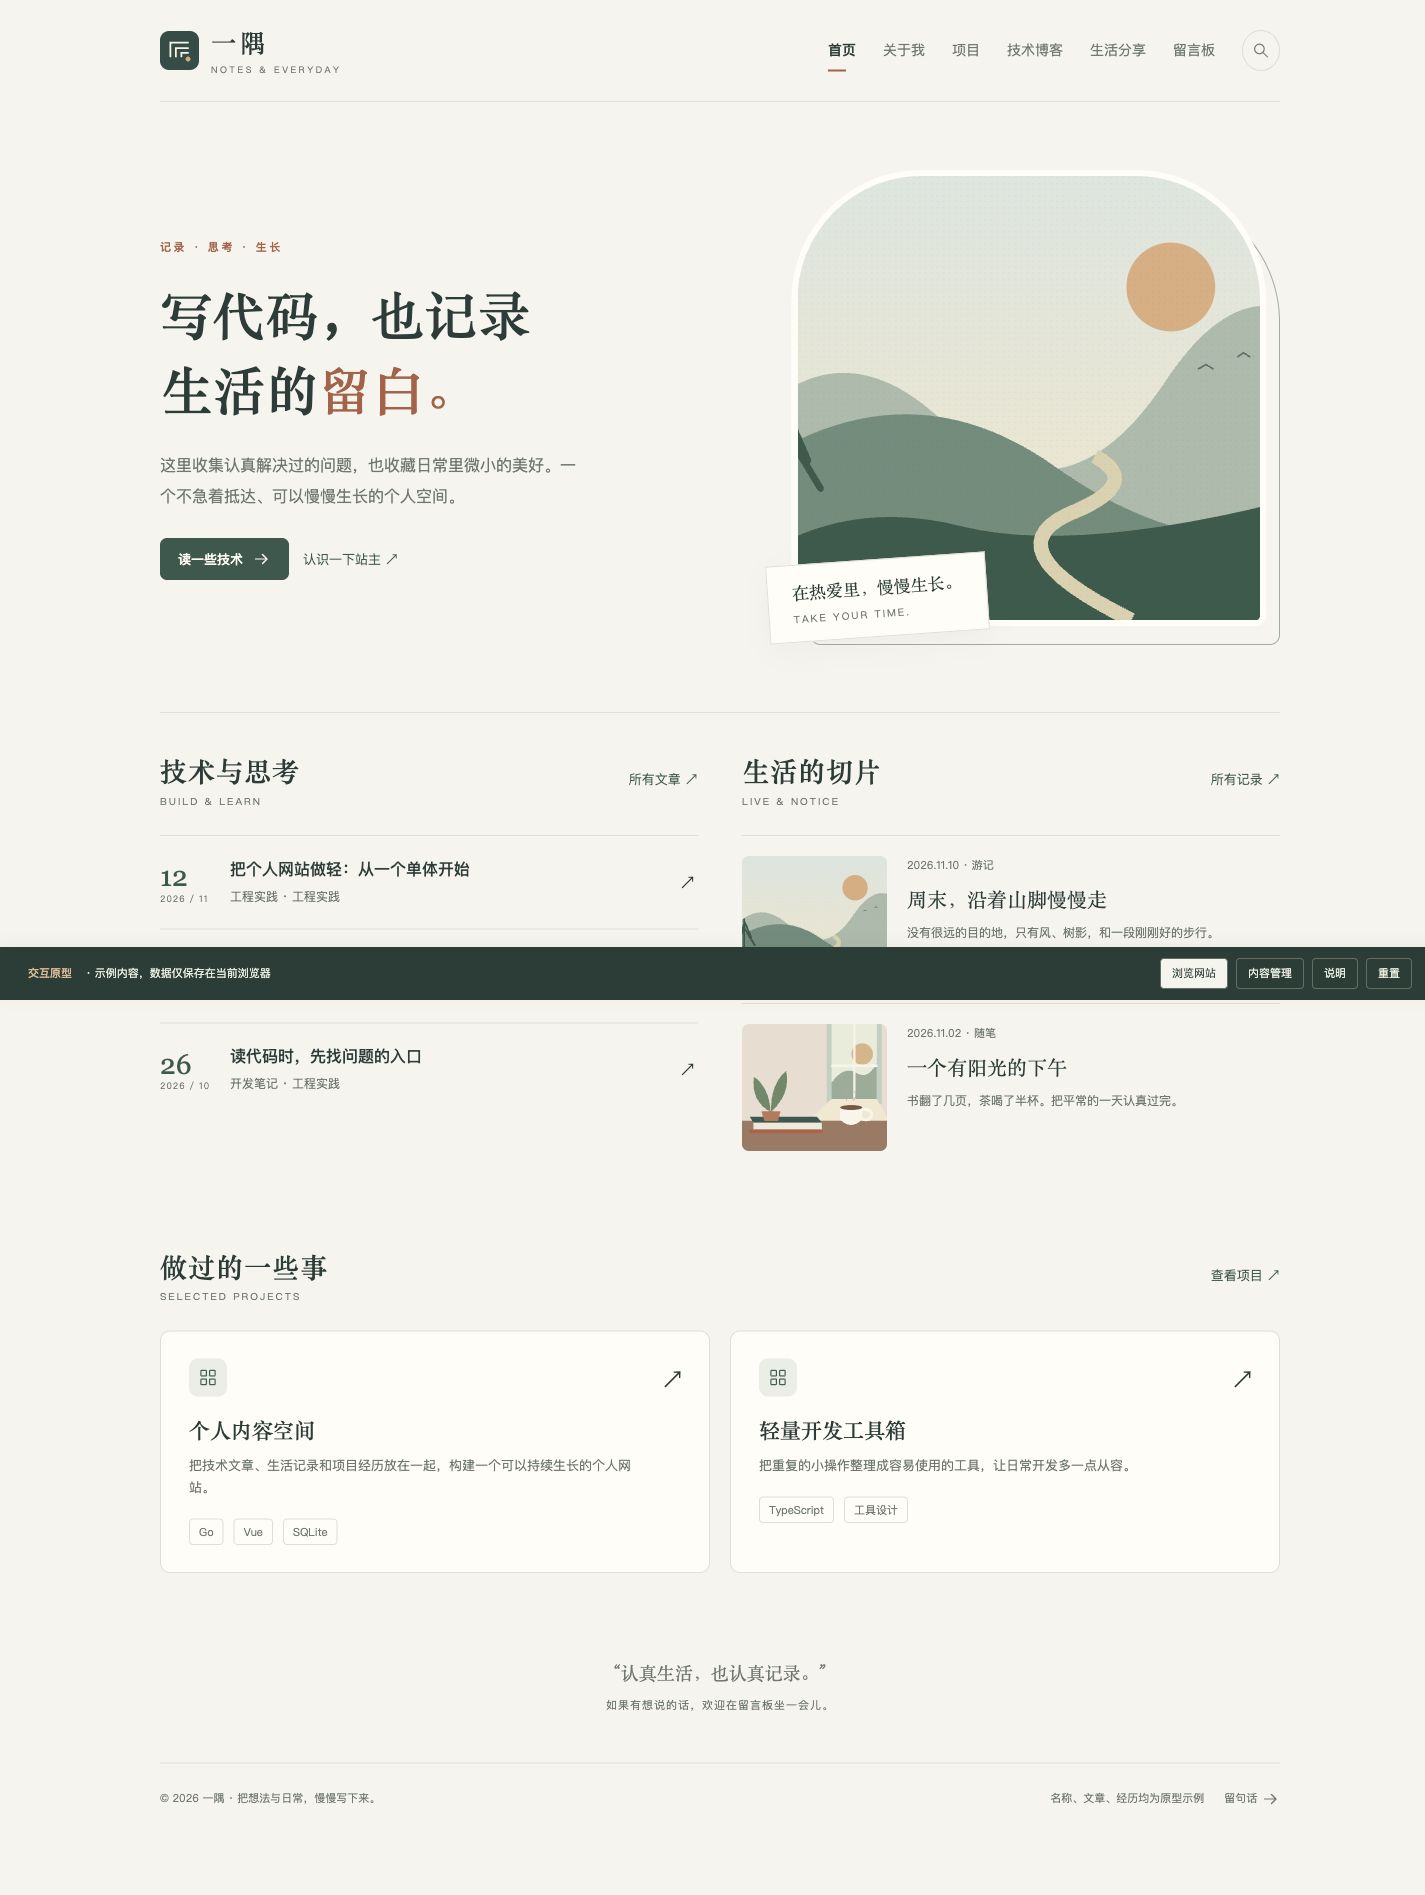 一隅
NOTES & EVERYDAY
首页 关于我 项目 技术博客 生活分享 留言板
记录 · 思考 · 生长
写代码，也记录
生活的留白。
这里收集认真解决过的问题，也收藏日常里微小的美好。一
个不急着抵达、可以慢慢生长的个人空间。
读一些技术 →
认识一下站主 ↗
在热爱里，慢慢生长。
TAKE YOUR TIME.
技术与思考
BUILD & LEARN
所有文章 ↗
12
2026 / 11
把个人网站做轻：从一个单体开始
工程实践 · 工程实践
↗
26
2026 / 10
读代码时，先找问题的入口
开发笔记 · 工程实践
↗
生活的切片
LIVE & NOTICE
所有记录 ↗
2026.11.10 · 游记
周末，沿着山脚慢慢走
没有很远的目的地，只有风、树影，和一段刚刚好的步行。
2026.11.02 · 随笔
一个有阳光的下午
书翻了几页，茶喝了半杯。把平常的一天认真过完。
交互原型 · 示例内容，数据仅保存在当前浏览器
浏览网站 内容管理 说明 重置
做过的一些事
SELECTED PROJECTS
查看项目 ↗
个人内容空间
把技术文章、生活记录和项目经历放在一起，构建一个可以持续生长的个人网
站。
Go Vue SQLite
轻量开发工具箱
把重复的小操作整理成容易使用的工具，让日常开发多一点从容。
TypeScript 工具设计
“认真生活，也认真记录。”
如果有想说的话，欢迎在留言板坐一会儿。
© 2026 一隅 · 把想法与日常，慢慢写下来。
名称、文章、经历均为原型示例 留句话 →